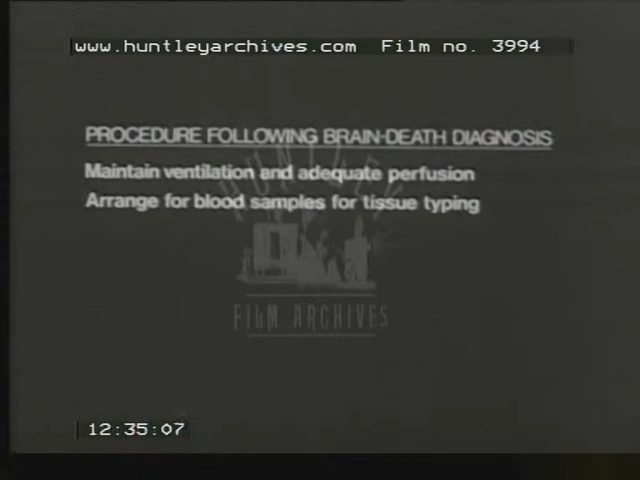 www.huntleyarchives.com Film no. 3994
PROCEDURE FOLLOWING BRAIN-DEATH DIAGNOSIS
Maintain ventilation and adequate perfusion
Arrange for blood samples for tissue typing
HUNTLEY
FILM ARCHIVES
12:35:07